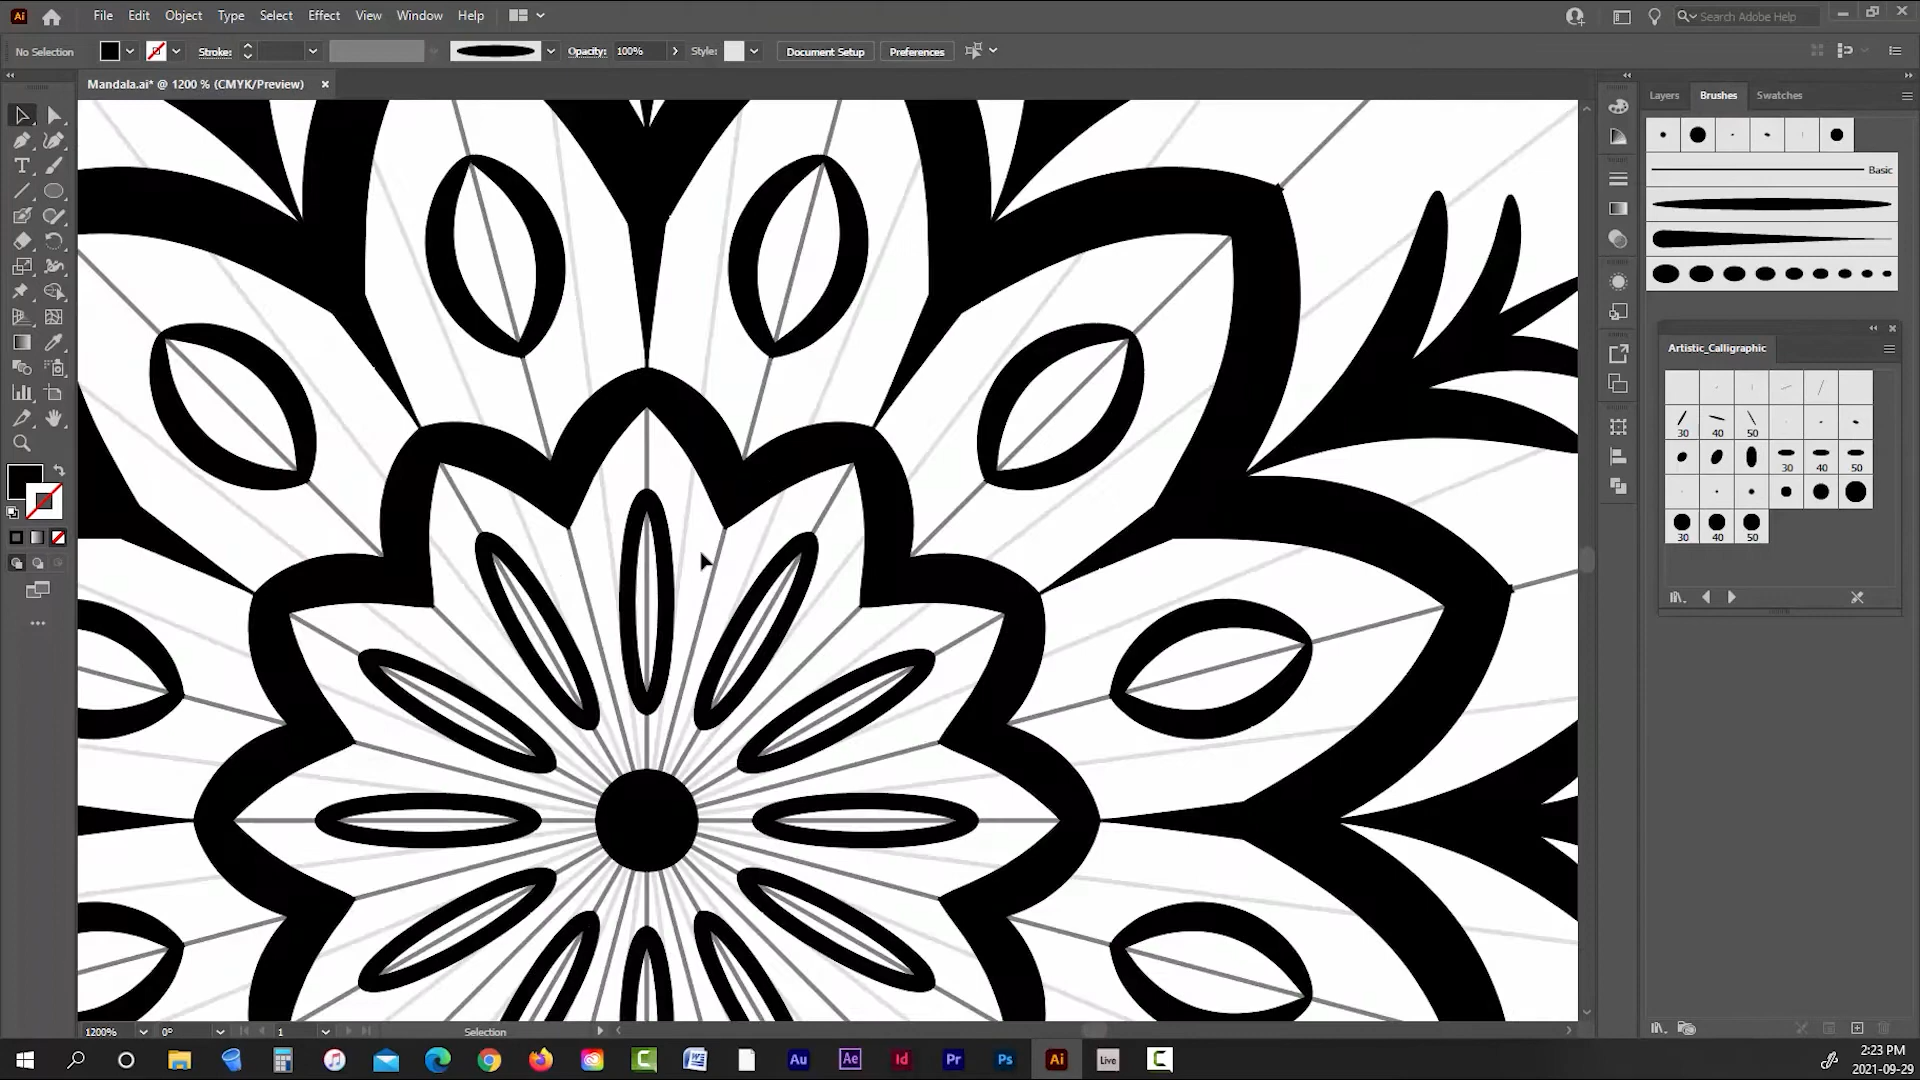 Ai File Edit Object Type Select Effect View Window Help Search Adobe Help
No Selection Stroke: Opacity: 100% Style: Document Setup Preferences
Mandala.ai* @ 1200 % (CMYK/Preview)
Layers Brushes Swatches
Basic
Artistic_Calligraphic
30 40 50
30 40 50
30 40 50
1200% 0° 1 Selection
Au Ae Id Pr Ps Ai Live
2:23 PM
2021-09-29